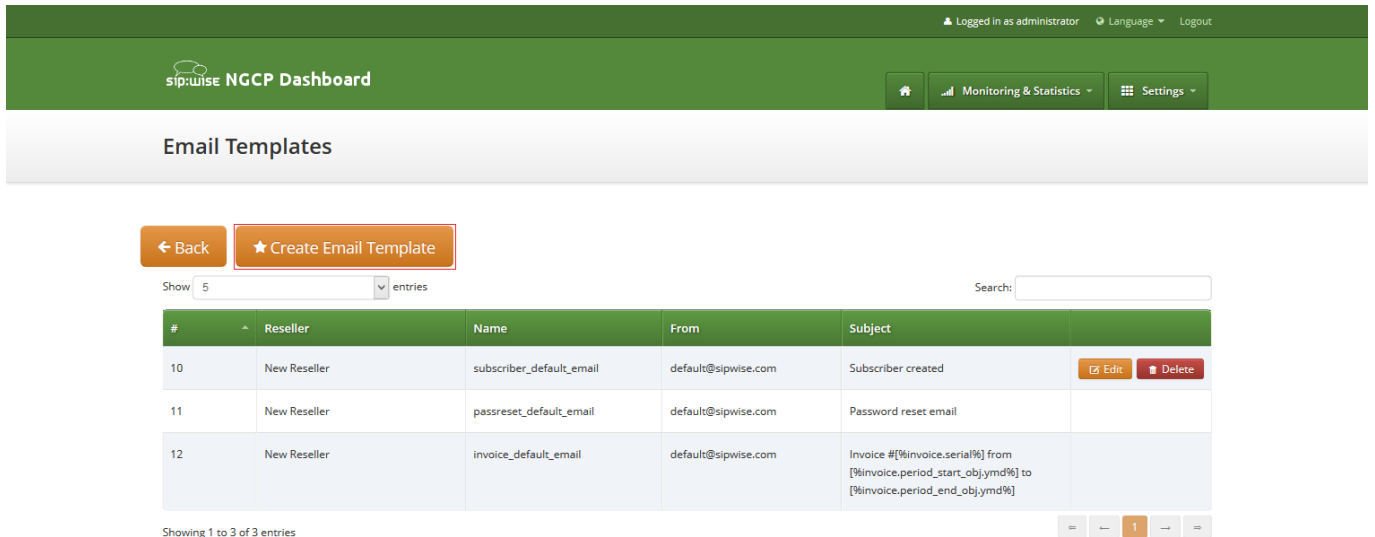 Logged in as administrator Language Logout
sip:wise NGCP Dashboard
Monitoring & Statistics Settings
Email Templates
Back Create Email Template
Show 5 entries Search:
# Reseller Name From Subject
10 New Reseller subscriber_default_email default@sipwise.com Subscriber created Edit Delete
11 New Reseller passreset_default_email default@sipwise.com Password reset email
12 New Reseller invoice_default_email default@sipwise.com Invoice #[%invoice.serial%] from
[%invoice.period_start_obj.ymd%] to
[%invoice.period_end_obj.ymd%]
Showing 1 to 3 of 3 entries ⇐ ← 1 → ⇒